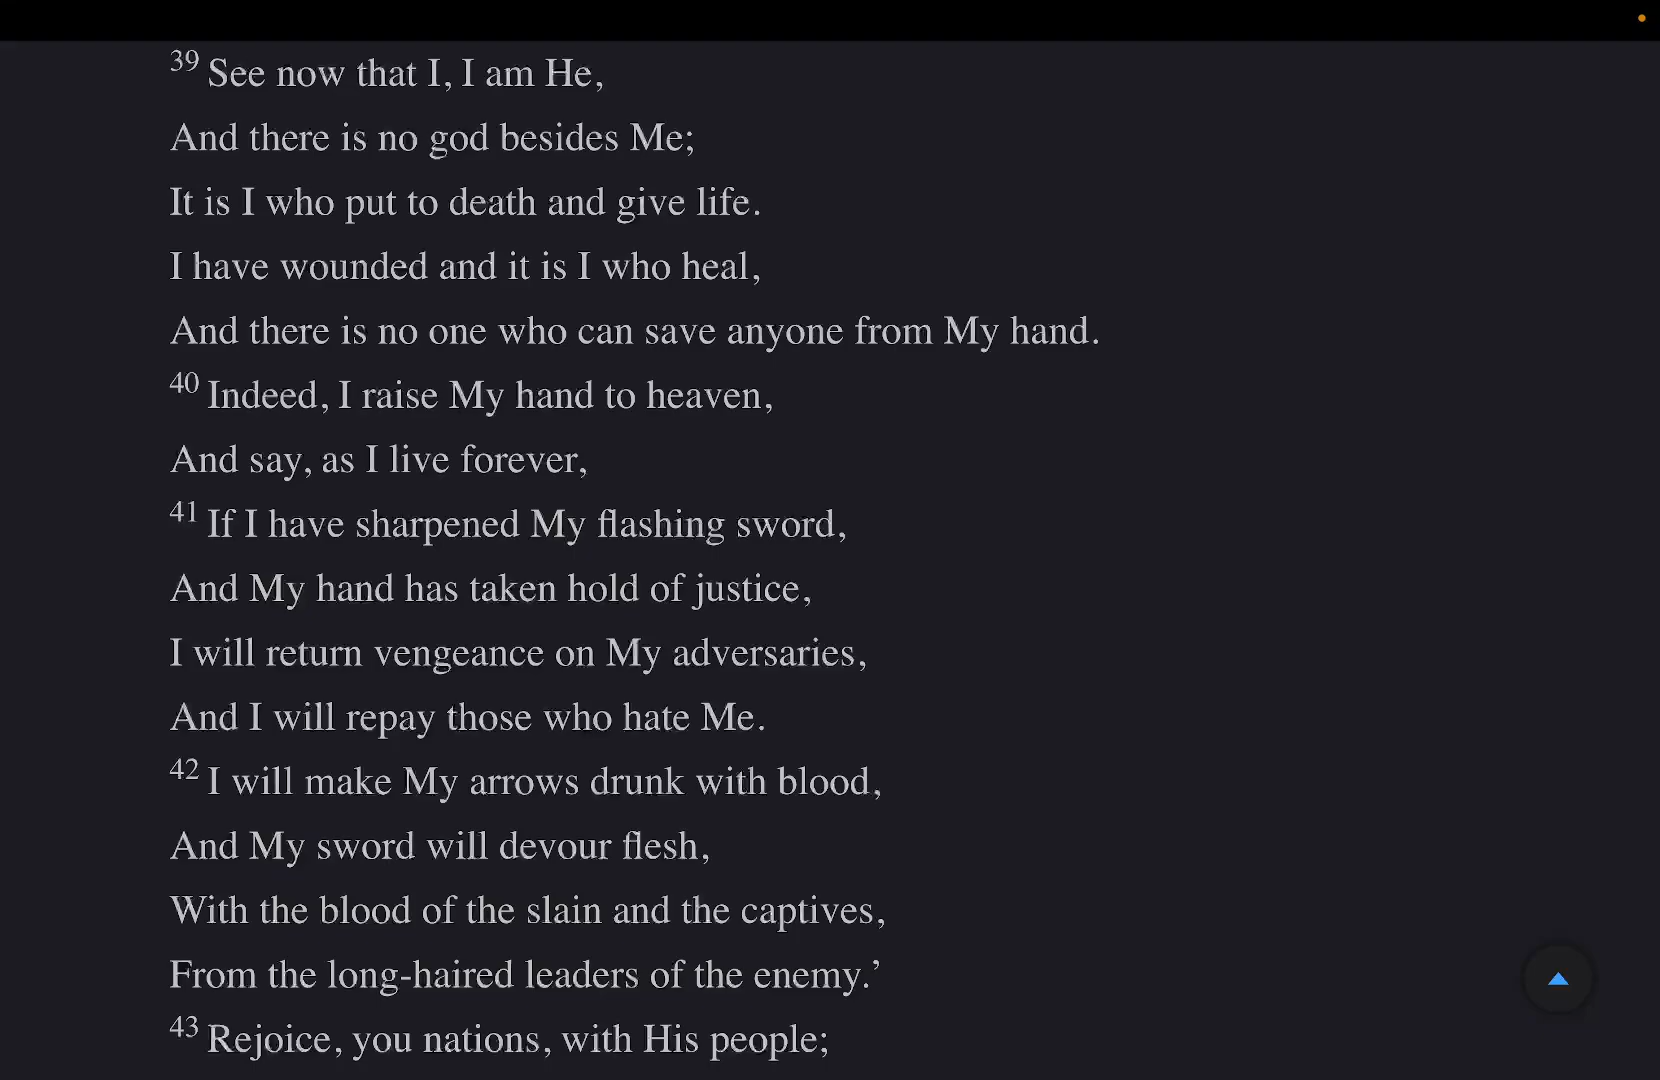 39 See now that I, I am He,
And there is no god besides Me;
It is I who put to death and give life.
I have wounded and it is I who heal,
And there is no one who can save anyone from My hand.
40 Indeed, I raise My hand to heaven,
And say, as I live forever,
41 If I have sharpened My flashing sword,
And My hand has taken hold of justice,
I will return vengeance on My adversaries,
And I will repay those who hate Me.
42 I will make My arrows drunk with blood,
And My sword will devour flesh,
With the blood of the slain and the captives,
From the long-haired leaders of the enemy.’
43 Rejoice, you nations, with His people;